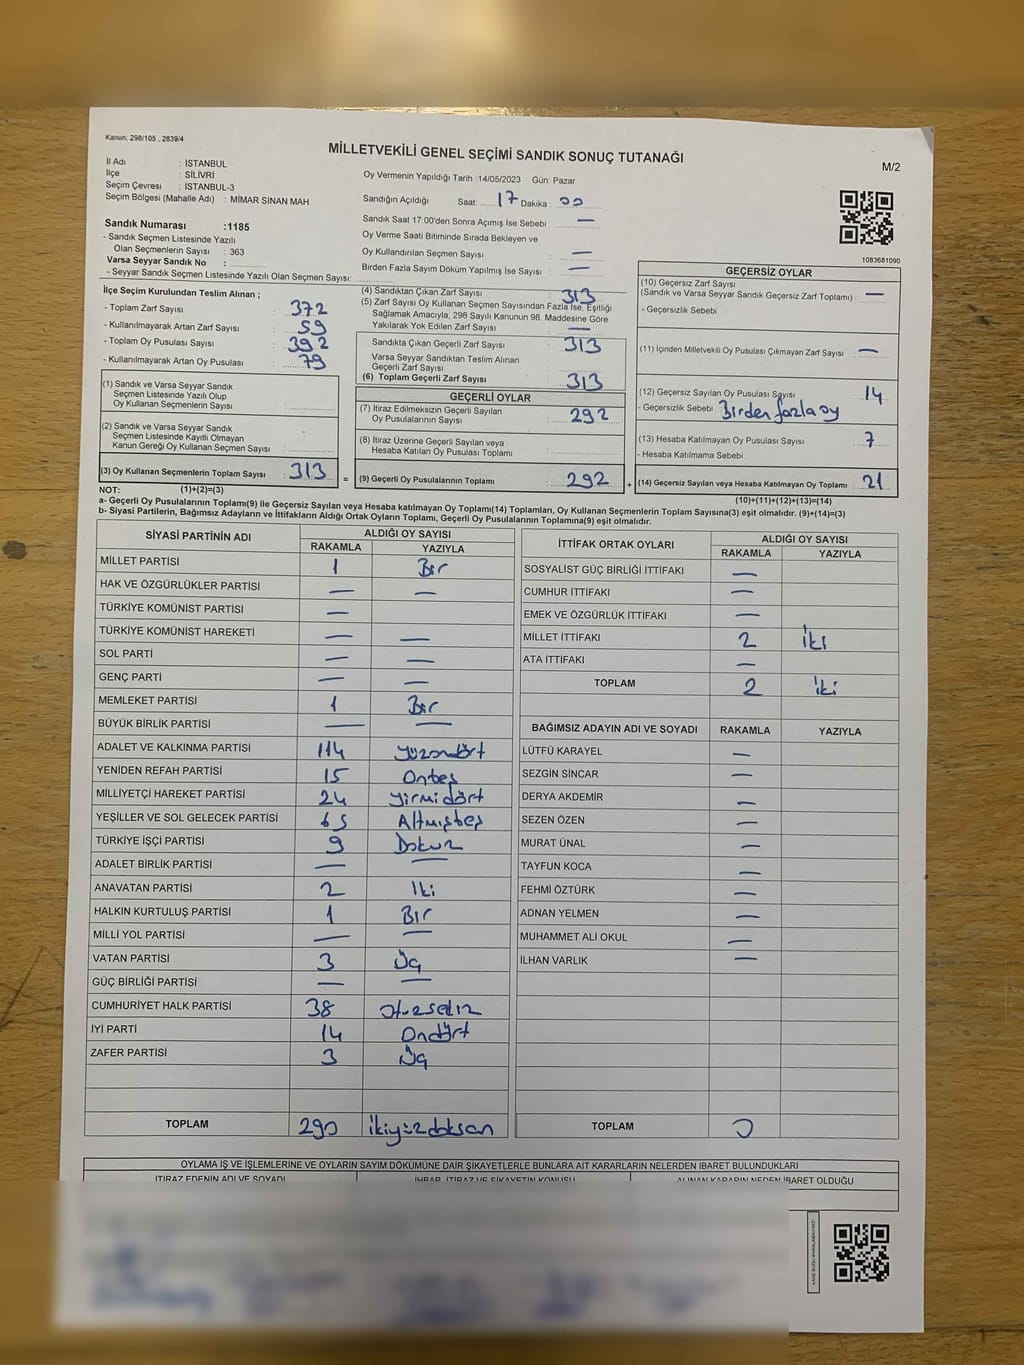 Kanun: 298/105 , 2839/4
MİLLETVEKİLİ GENEL SEÇİMİ SANDIK SONUÇ TUTANAĞI
M/2
İl Adı : İSTANBUL
İlçe : SİLİVRİ
Seçim Çevresi : İSTANBUL-3
Seçim Bölgesi (Mahalle Adı) : MİMAR SİNAN MAH
Oy Vermenin Yapıldığı Tarih :14/05/2023 Gün: Pazar
Sandığın Açıldığı Saat: 17 Dakika : 00
Sandık Saat 17:00'den Sonra Açımış İse Sebebi : —
Oy Verme Saati Bitiminde Sırada Bekleyen ve
Oy Kullandırılan Seçmen Sayısı : —
Birden Fazla Sayım Döküm Yapılmış İse Sayısı : —
Sandık Numarası :1185
- Sandık Seçmen Listesinde Yazılı
Olan Seçmenlerin Sayısı : 363
Varsa Seyyar Sandık No :
- Seyyar Sandık Seçmen Listesinde Yazılı Olan Seçmen Sayısı:
1083681090
İlçe Seçim Kurulundan Teslim Alınan ;
- Toplam Zarf Sayısı : 372
- Kullanılmayarak Artan Zarf Sayısı : 59
- Toplam Oy Pusulası Sayısı : 392
- Kullanılmayarak Artan Oy Pusulası : 79
(1) Sandık ve Varsa Seyyar Sandık
Seçmen Listesinde Yazılı Olup
Oy Kullanan Seçmenlerin Sayısı :
(2) Sandık ve Varsa Seyyar Sandık
Seçmen Listesinde Kayıtlı Olmayan
Kanun Gereği Oy Kullanan Seçmen Sayısı :
(3) Oy Kullanan Seçmenlerin Toplam Sayısı : 313
(1)+(2)=(3)
(4) Sandıktan Çıkan Zarf Sayısı : 313
(5) Zarf Sayısı Oy Kullanan Seçmen Sayısından Fazla İse, Eşitliği
Sağlamak Amacıyla; 298 Sayılı Kanunun 98. Maddesine Göre
Yakılarak Yok Edilen Zarf Sayısı : —
Sandıkta Çıkan Geçerli Zarf Sayısı : 313
Varsa Seyyar Sandıktan Teslim Alınan
Geçerli Zarf Sayısı :
(6) Toplam Geçerli Zarf Sayısı : 313
GEÇERLİ OYLAR
(7) İtiraz Edilmeksizin Geçerli Sayılan
Oy Pusulalarının Sayısı : 292
(8) İtiraz Üzerine Geçerli Sayılan veya
Hesaba Katılan Oy Pusulası Toplamı :
= (9) Geçerli Oy Pusulalarının Toplamı : 292 +
GEÇERSİZ OYLAR
(10) Geçersiz Zarf Sayısı
(Sandık ve Varsa Seyyar Sandık Geçersiz Zarf Toplamı) : —
- Geçersizlik Sebebi :
(11) İçinden Milletvekili Oy Pusulası Çıkmayan Zarf Sayısı : —
(12) Geçersiz Sayılan Oy Pusulası Sayısı : 14
- Geçersizlik Sebebi : Birden fazla oy
(13) Hesaba Katılmayan Oy Pusulası Sayısı : 7
- Hesaba Katılmama Sebebi :
(14) Geçersiz Sayılan veya Hesaba Katılmayan Oy Toplamı : 21
(10)+(11)+(12)+(13)=(14)
NOT:
a- Geçerli Oy Pusulalarının Toplamı(9) ile Geçersiz Sayılan veya Hesaba Katılmayan Oy Toplamı(14) Toplamları, Oy Kullanan Seçmenlerin Toplam Sayısına(3) eşit olmalıdır. (9)+(14)=(3)
b- Siyasi Partilerin, Bağımsız Adayların ve İttifakların Aldığı Ortak Oyların Toplamı, Geçerli Oy Pusulalarının Toplamına(9) eşit olmalıdır.
SİYASİ PARTİNİN ADI ALDIĞI OY SAYISI
RAKAMLA YAZIYLA
MİLLET PARTİSİ 1 Bir
HAK VE ÖZGÜRLÜKLER PARTİSİ — —
TÜRKİYE KOMÜNİST PARTİSİ —
TÜRKİYE KOMÜNİST HAREKETİ — —
SOL PARTİ — —
GENÇ PARTİ — —
MEMLEKET PARTİSİ 1 Bir
BÜYÜK BİRLİK PARTİSİ — —
ADALET VE KALKINMA PARTİSİ 114 Yüzondört
YENİDEN REFAH PARTİSİ 15 Onbeş
MİLLİYETÇİ HAREKET PARTİSİ 24 Yirmidört
YEŞİLLER VE SOL GELECEK PARTİSİ 65 Altmışbeş
TÜRKİYE İŞÇİ PARTİSİ 9 Dokuz
ADALET BİRLİK PARTİSİ — —
ANAVATAN PARTİSİ 2 İki
HALKIN KURTULUŞ PARTİSİ 1 Bir
MİLLİ YOL PARTİSİ — —
VATAN PARTİSİ 3 Üç
GÜÇ BİRLİĞİ PARTİSİ — —
CUMHURİYET HALK PARTİSİ 38 Otuzsekiz
İYİ PARTİ 14 Ondört
ZAFER PARTİSİ 3 Üç
TOPLAM 290 ikiyüzdoksan
İTTİFAK ORTAK OYLARI ALDIĞI OY SAYISI
RAKAMLA YAZIYLA
SOSYALİST GÜÇ BİRLİĞİ İTTİFAKI —
CUMHUR İTTİFAKI —
EMEK VE ÖZGÜRLÜK İTTİFAKI —
MİLLET İTTİFAKI 2 iki
ATA İTTİFAKI —
TOPLAM 2 iki
BAĞIMSIZ ADAYIN ADI VE SOYADI RAKAMLA YAZIYLA
LÜTFÜ KARAYEL —
SEZGİN SİNCAR —
DERYA AKDEMİR —
SEZEN ÖZEN —
MURAT ÜNAL —
TAYFUN KOCA —
FEHMİ ÖZTÜRK —
ADNAN YELMEN —
MUHAMMET ALİ OKUL —
İLHAN VARLIK —
TOPLAM 0
OYLAMA İŞ VE İŞLEMLERİNE VE OYLARIN SAYIM DÖKÜMÜNE DAİR ŞİKAYETLERLE BUNLARA AİT KARARLARIN NELERDEN İBARET BULUNDUKLARI
İTİRAZ EDENİN ADI VE SOYADI İHBAR, İTİRAZ VE ŞİKAYETİN KONUSU ALINAN KARARIN NEDEN İBARET OLDUĞU